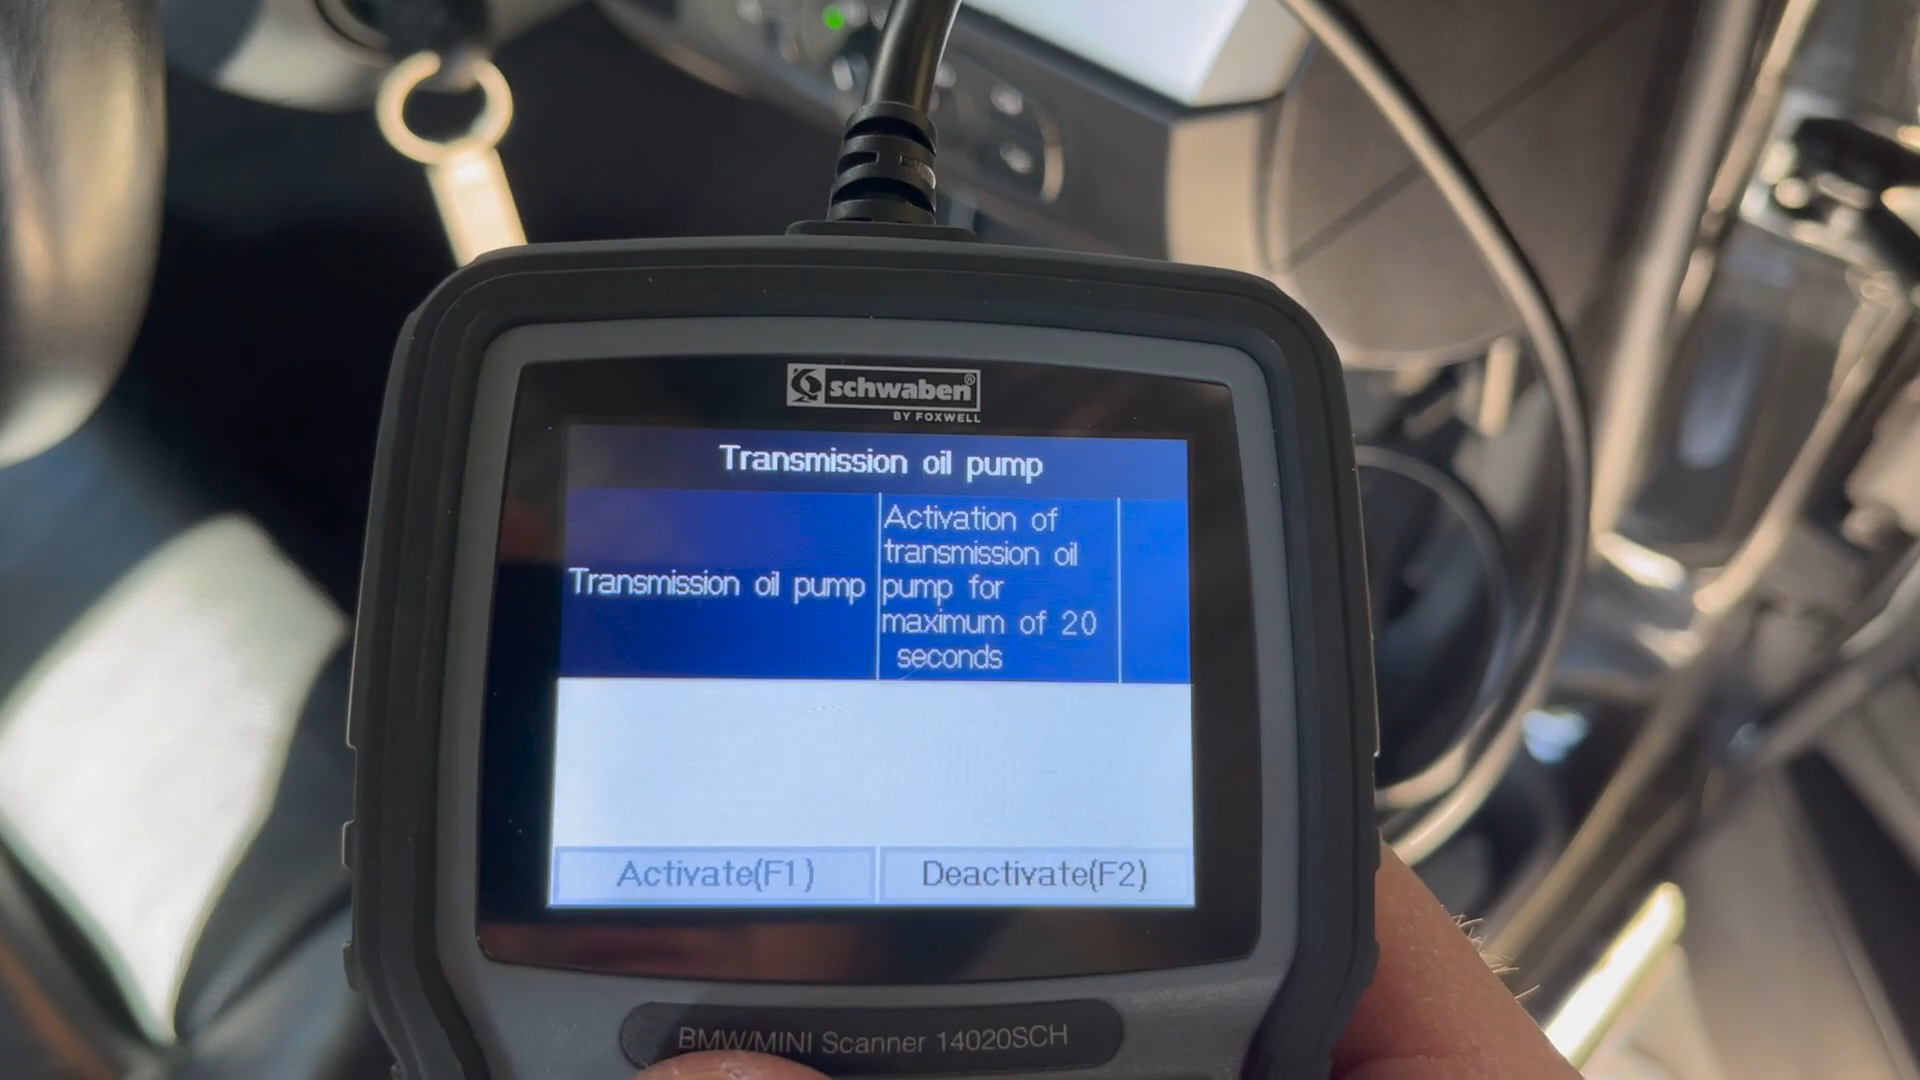 schwaben®
BY FOXWELL
Transmission oil pump
Transmission oil pump
Activation of
transmission oil
pump for
maximum of 20
seconds
Activate(F1)
Deactivate(F2)
BMW/MINI Scanner 14020SCH